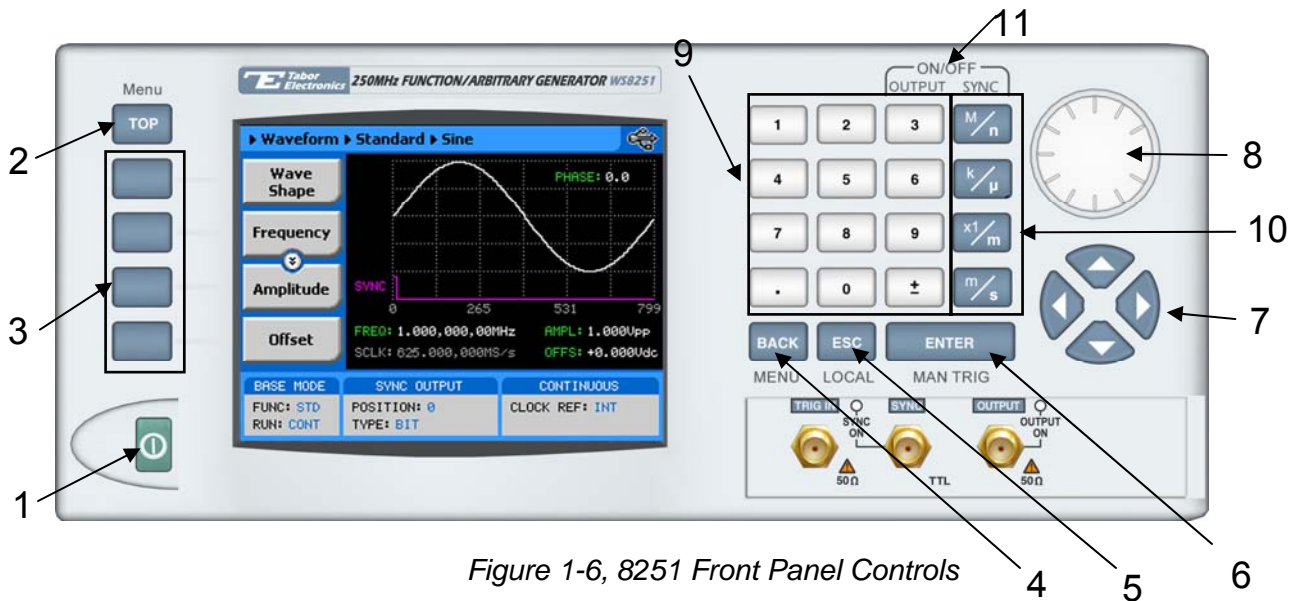 11
9
ON/OFF
OUTPUT SYNC
Menu
TOP
2
3
1
Tabor Electronics 250MHz FUNCTION/ARBITRARY GENERATOR WS8251
Waveform Standard Sine
Wave Shape
Frequency
Amplitude
Offset
PHASE: 0.0
SYNC
0 265 531 799
FREQ: 1.000,000,00MHz AMPL: 1.000Vpp
SCLK: 625.000,000MS/s OFFS: +0.000Vdc
BASE MODE SYNC OUTPUT CONTINUOUS
FUNC: STD POSITION: 0 CLOCK REF: INT
RUN: CONT TYPE: BIT
1 2 3 M/n
4 5 6 k/µ
7 8 9 x1/m
. 0 ± m/s
8
10
7
BACK ESC ENTER
MENU LOCAL MAN TRIG
TRIG IN SYNC ON SYNC OUTPUT OUTPUT ON
50Ω TTL 50Ω
Figure 1-6, 8251 Front Panel Controls
4
5
6